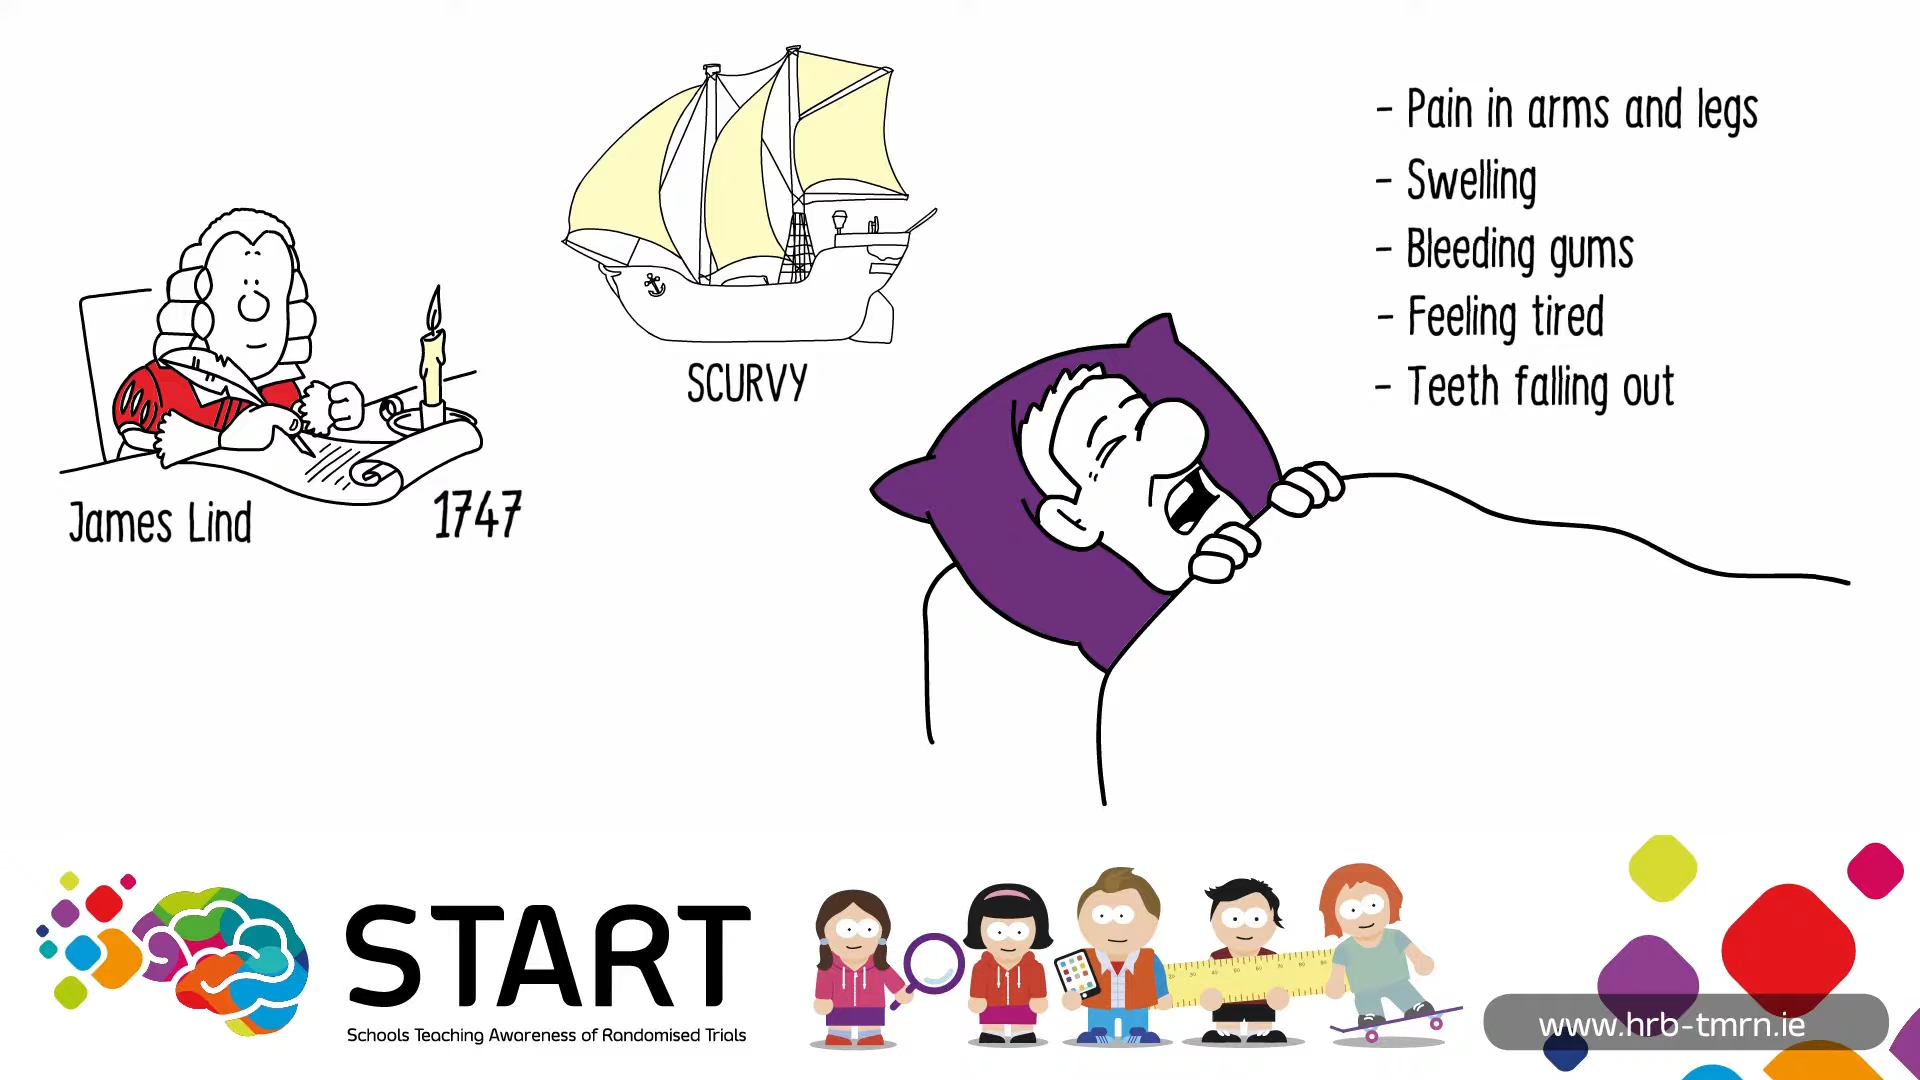 - Pain in arms and legs
- Swelling
- Bleeding gums
- Feeling tired
- Teeth falling out
SCURVY
James Lind
1747
START
Schools Teaching Awareness of Randomised Trials
www.hrb-tmrn.ie